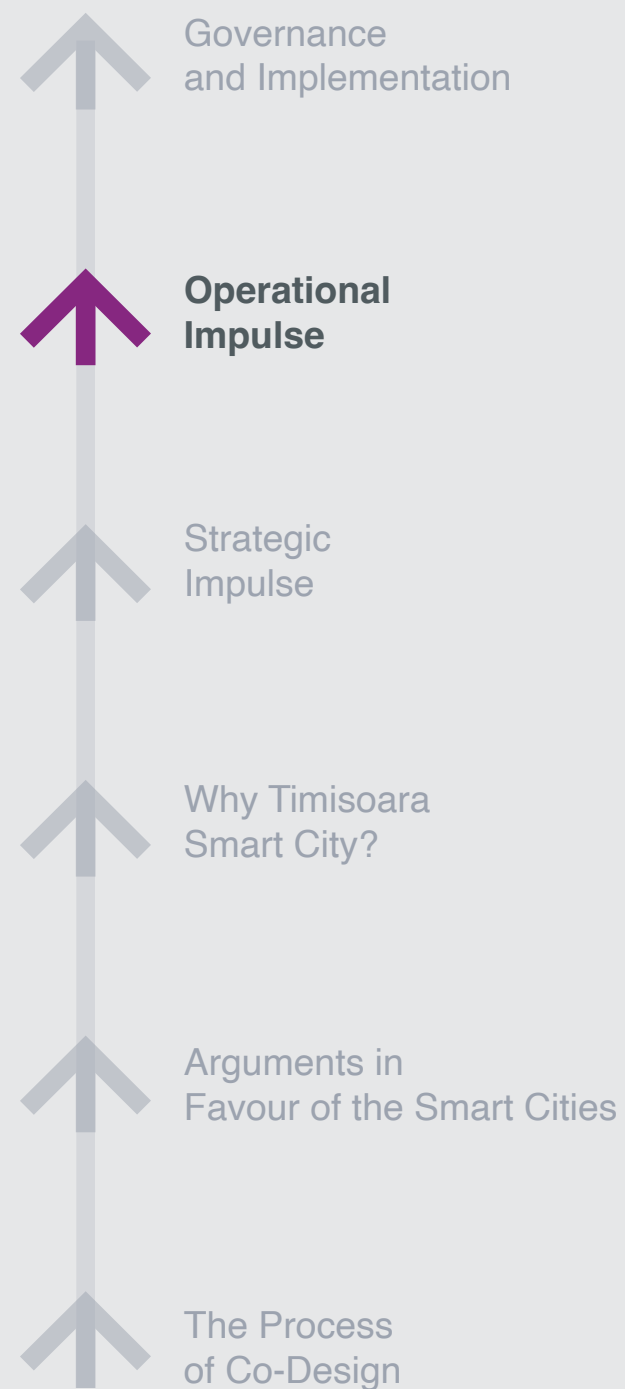 Governance
and Implementation
Operational
Impulse
Strategic
Impulse
Why Timisoara
Smart City?
Arguments in
Favour of the Smart Cities
The Process
of Co-Design